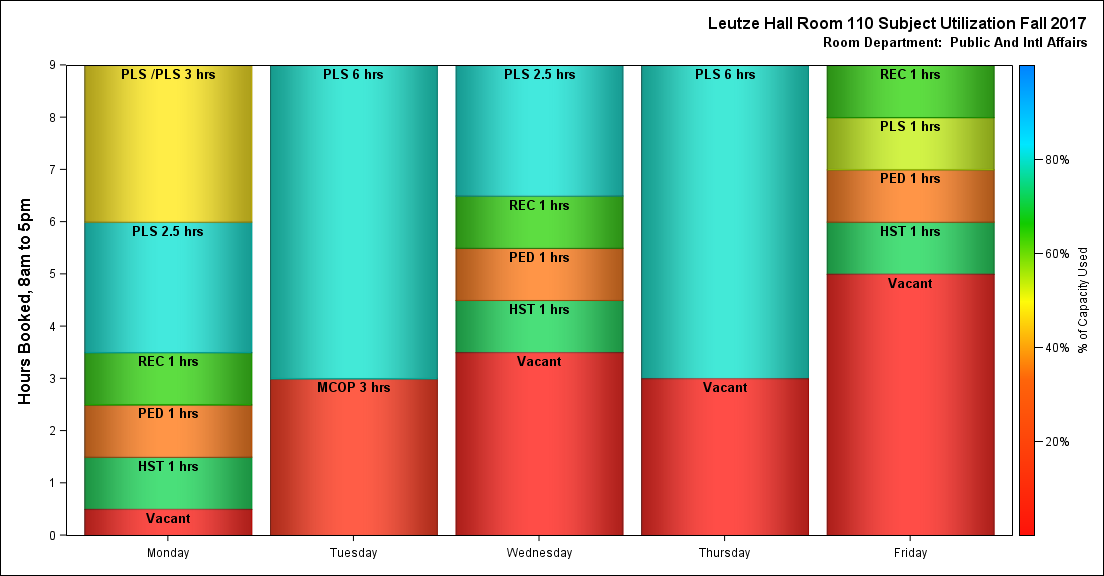 Leutze Hall Room 110 Subject Utilization Fall 2017
Room Department:  Public And Intl Affairs
Hours Booked, 8am to 5pm
9
8
7
6
5
4
3
2
1
0
PLS /PLS 3 hrs
PLS 2.5 hrs
REC 1 hrs
PED 1 hrs
HST 1 hrs
Vacant
PLS 6 hrs
MCOP 3 hrs
PLS 2.5 hrs
REC 1 hrs
PED 1 hrs
HST 1 hrs
Vacant
PLS 6 hrs
Vacant
REC 1 hrs
PLS 1 hrs
PED 1 hrs
HST 1 hrs
Vacant
Monday
Tuesday
Wednesday
Thursday
Friday
80%
60%
40%
20%
% of Capacity Used